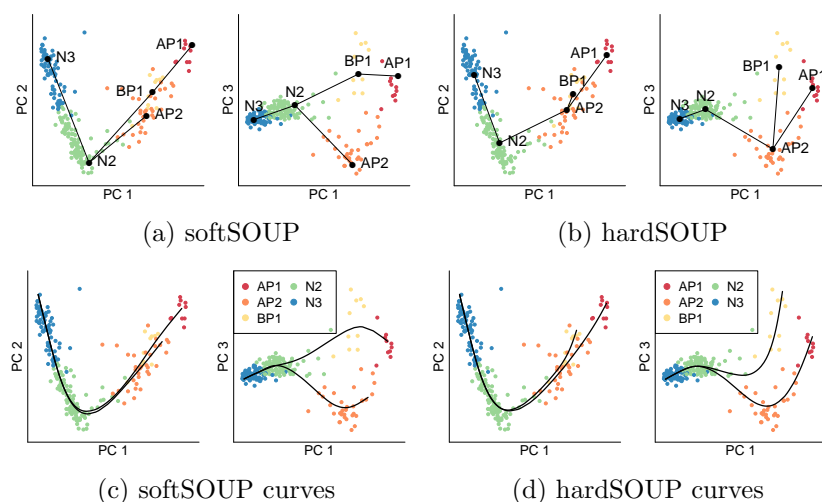 AP1
N3
BP1
AP2
N2
PC 2
PC 1
BP1
AP1
N2
N3
AP2
PC 3
PC 1
(a) softSOUP
AP1
N3
BP1
AP2
N2
PC 2
PC 1
BP1
AP1
N2
N3
AP2
PC 3
PC 1
(b) hardSOUP
PC 2
PC 1
AP1 N2
AP2 N3
BP1
PC 3
PC 1
(c) softSOUP curves
PC 2
PC 1
AP1 N2
AP2 N3
BP1
PC 3
PC 1
(d) hardSOUP curves